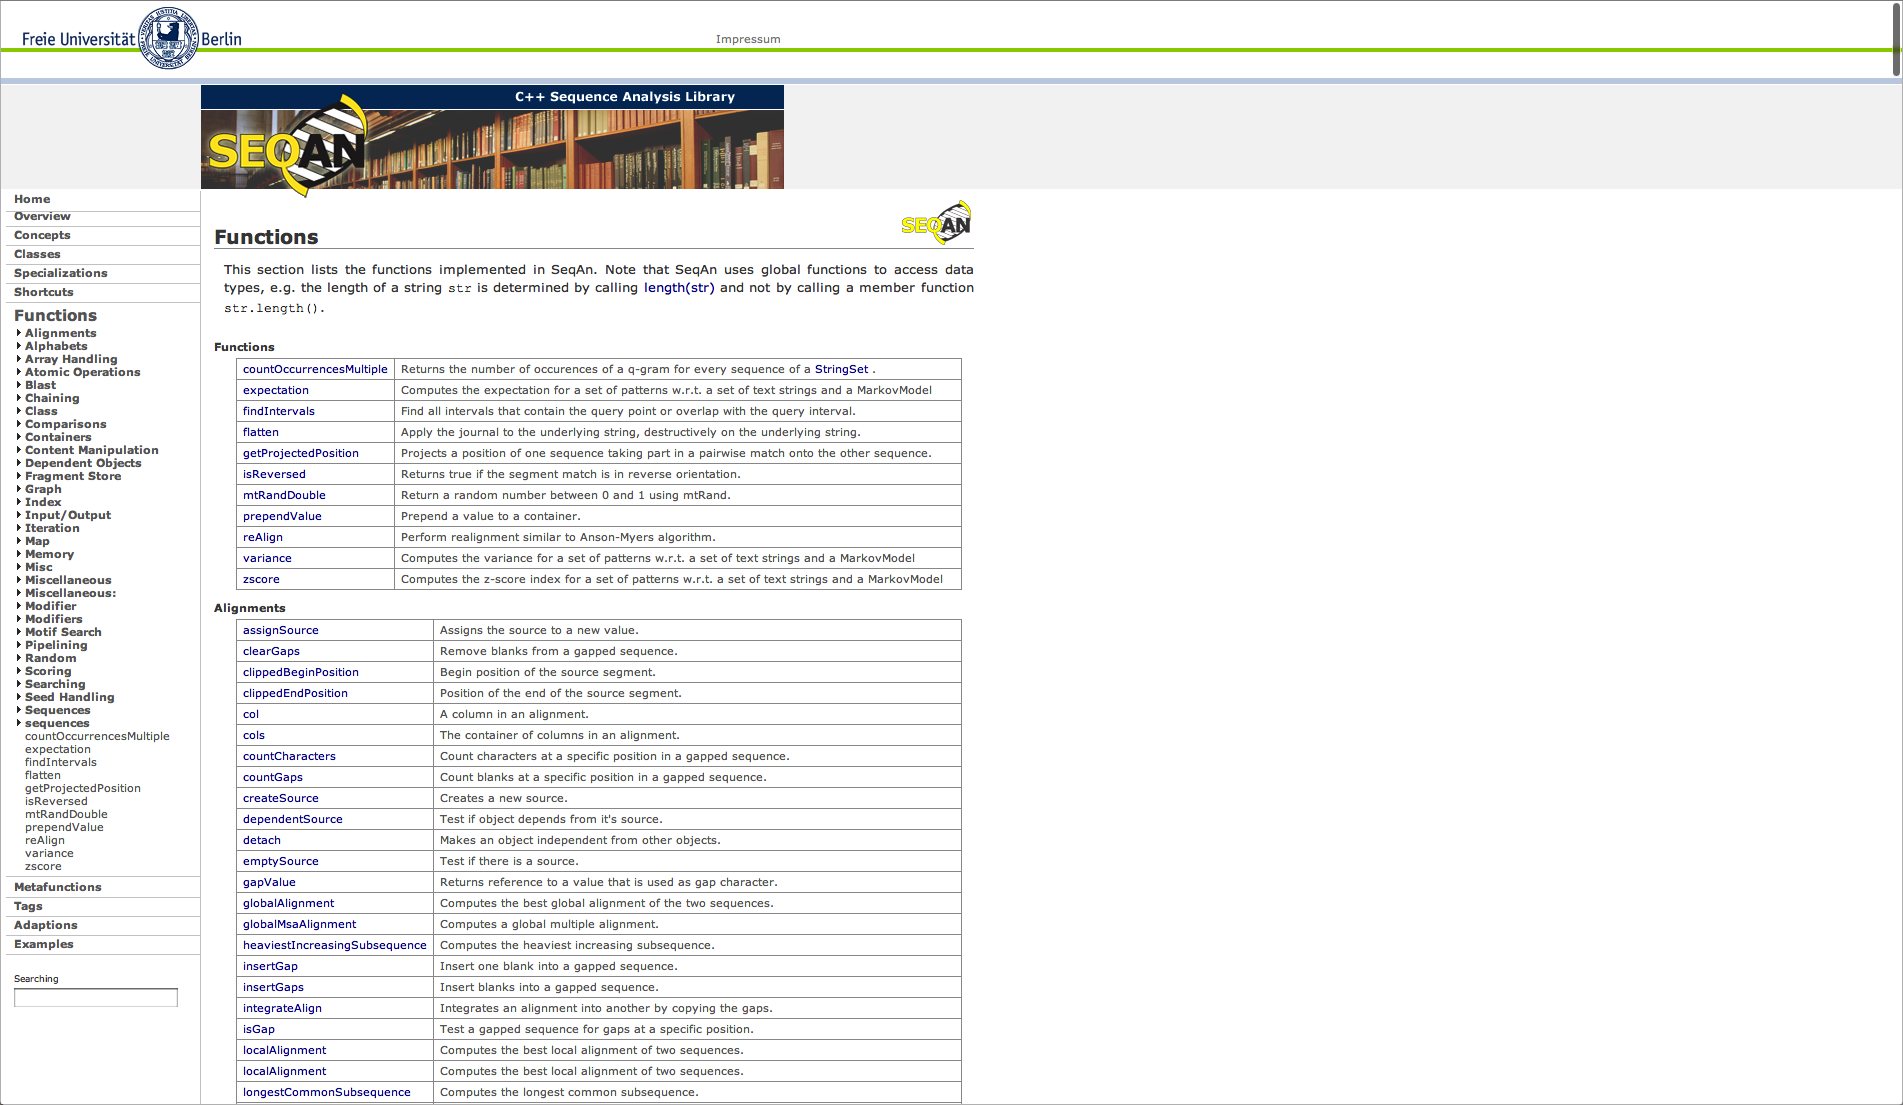 Freie Universität Berlin
Impressum
C++ Sequence Analysis Library
SEQAN
Home
Overview
Concepts
Classes
Specializations
Shortcuts
Functions
Alignments
Alphabets
Array Handling
Atomic Operations
Blast
Chaining
Class
Comparisons
Containers
Content Manipulation
Dependent Objects
Fragment Store
Graph
Index
Input/Output
Iteration
Map
Memory
Misc
Miscellaneous
Miscellaneous:
Modifier
Modifiers
Motif Search
Pipelining
Random
Scoring
Searching
Seed Handling
Sequences
sequences
countOccurrencesMultiple
expectation
findIntervals
flatten
getProjectedPosition
isReversed
mtRandDouble
prependValue
reAlign
variance
zscore
Metafunctions
Tags
Adaptions
Examples
Searching
SEQAN
Functions
This section lists the functions implemented in SeqAn. Note that SeqAn uses global functions to access data
types, e.g. the length of a string str is determined by calling length(str) and not by calling a member function
str.length().
Functions
countOccurrencesMultiple Returns the number of occurences of a q-gram for every sequence of a StringSet .
expectation Computes the expectation for a set of patterns w.r.t. a set of text strings and a MarkovModel
findIntervals Find all intervals that contain the query point or overlap with the query interval.
flatten Apply the journal to the underlying string, destructively on the underlying string.
getProjectedPosition Projects a position of one sequence taking part in a pairwise match onto the other sequence.
isReversed Returns true if the segment match is in reverse orientation.
mtRandDouble Return a random number between 0 and 1 using mtRand.
prependValue Prepend a value to a container.
reAlign Perform realignment similar to Anson-Myers algorithm.
variance Computes the variance for a set of patterns w.r.t. a set of text strings and a MarkovModel
zscore Computes the z-score index for a set of patterns w.r.t. a set of text strings and a MarkovModel
Alignments
assignSource Assigns the source to a new value.
clearGaps Remove blanks from a gapped sequence.
clippedBeginPosition Begin position of the source segment.
clippedEndPosition Position of the end of the source segment.
col A column in an alignment.
cols The container of columns in an alignment.
countCharacters Count characters at a specific position in a gapped sequence.
countGaps Count blanks at a specific position in a gapped sequence.
createSource Creates a new source.
dependentSource Test if object depends from it's source.
detach Makes an object independent from other objects.
emptySource Test if there is a source.
gapValue Returns reference to a value that is used as gap character.
globalAlignment Computes the best global alignment of the two sequences.
globalMsaAlignment Computes a global multiple alignment.
heaviestIncreasingSubsequence Computes the heaviest increasing subsequence.
insertGap Insert one blank into a gapped sequence.
insertGaps Insert blanks into a gapped sequence.
integrateAlign Integrates an alignment into another by copying the gaps.
isGap Test a gapped sequence for gaps at a specific position.
localAlignment Computes the best local alignment of two sequences.
localAlignment Computes the best local alignment of two sequences.
longestCommonSubsequence Computes the longest common subsequence.